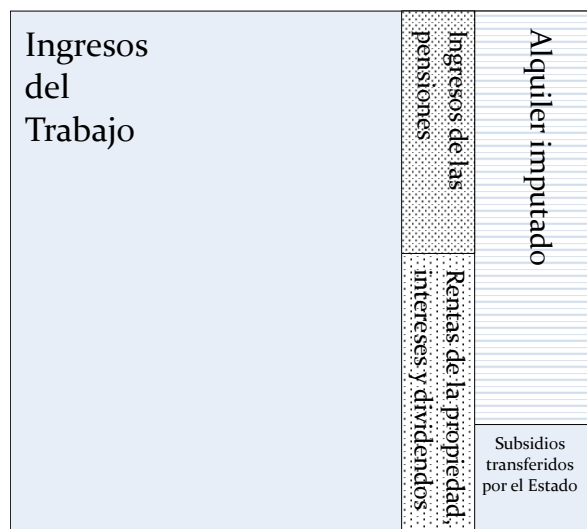 Ingresos
del
Trabajo
Ingresos de las
pensiones
Rentas de la propiedad,
intereses y dividendos
Alquiler imputado
Subsidios
transferidos
por el Estado